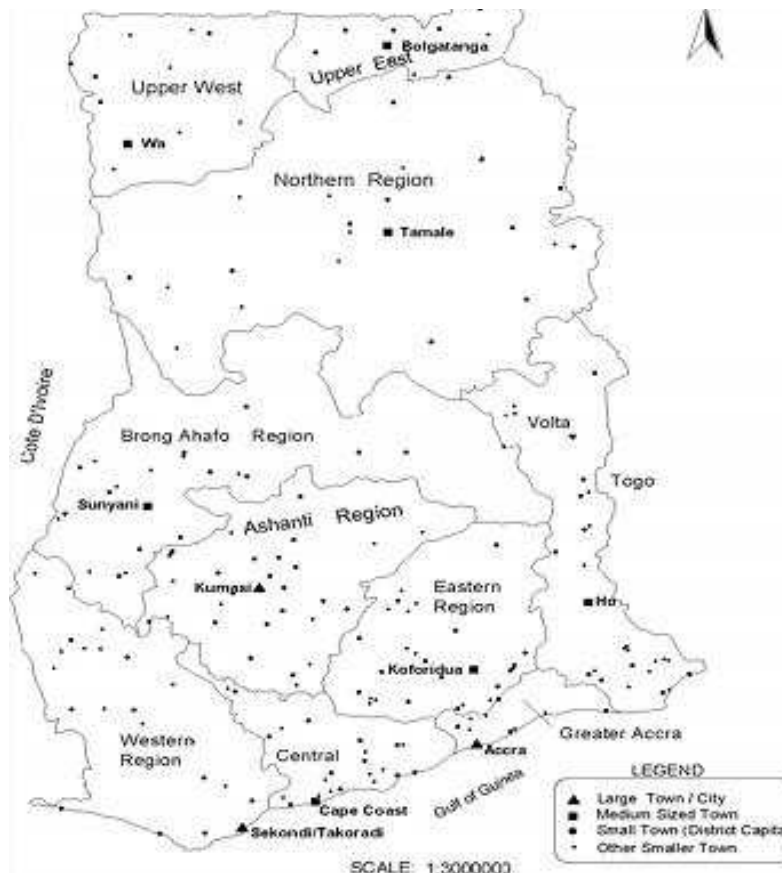 Bolgatanga
Upper East
Upper West
Wa
Northern Region
Tamale
Cote D'Ivoire
Volta
Brong Ahafo Region
Togo
Sunyani
Ashanti Region
Kumasi
Eastern
Region
Ho
Koforidua
Greater Accra
Western
Region
Central
Accra
Gulf of Guinea
Cape Coast
Sekondi/Takoradi
LEGEND
Large Town / City
Medium Sized Town
Small Town (District Capita
Other Smaller Town
SCALE: 1:3000000